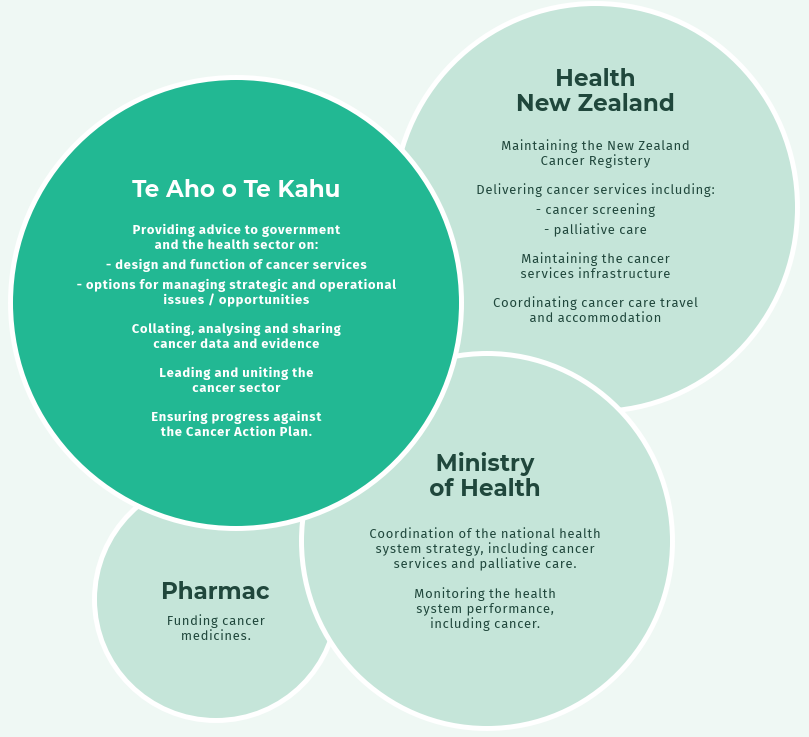 Te Aho o Te Kahu
Providing advice to government
and the health sector on:
- design and function of cancer services
- options for managing strategic and operational
issues / opportunities
Collating, analysing and sharing
cancer data and evidence
Leading and uniting the
cancer sector
Ensuring progress against
the Cancer Action Plan.
Health
New Zealand
Maintaining the New Zealand
Cancer Registery
Delivering cancer services including:
- cancer screening
- palliative care
Maintaining the cancer
services infrastructure
Coordinating cancer care travel
and accommodation
Ministry
of Health
Coordination of the national health
system strategy, including cancer
services and palliative care.
Monitoring the health
system performance,
including cancer.
Pharmac
Funding cancer
medicines.